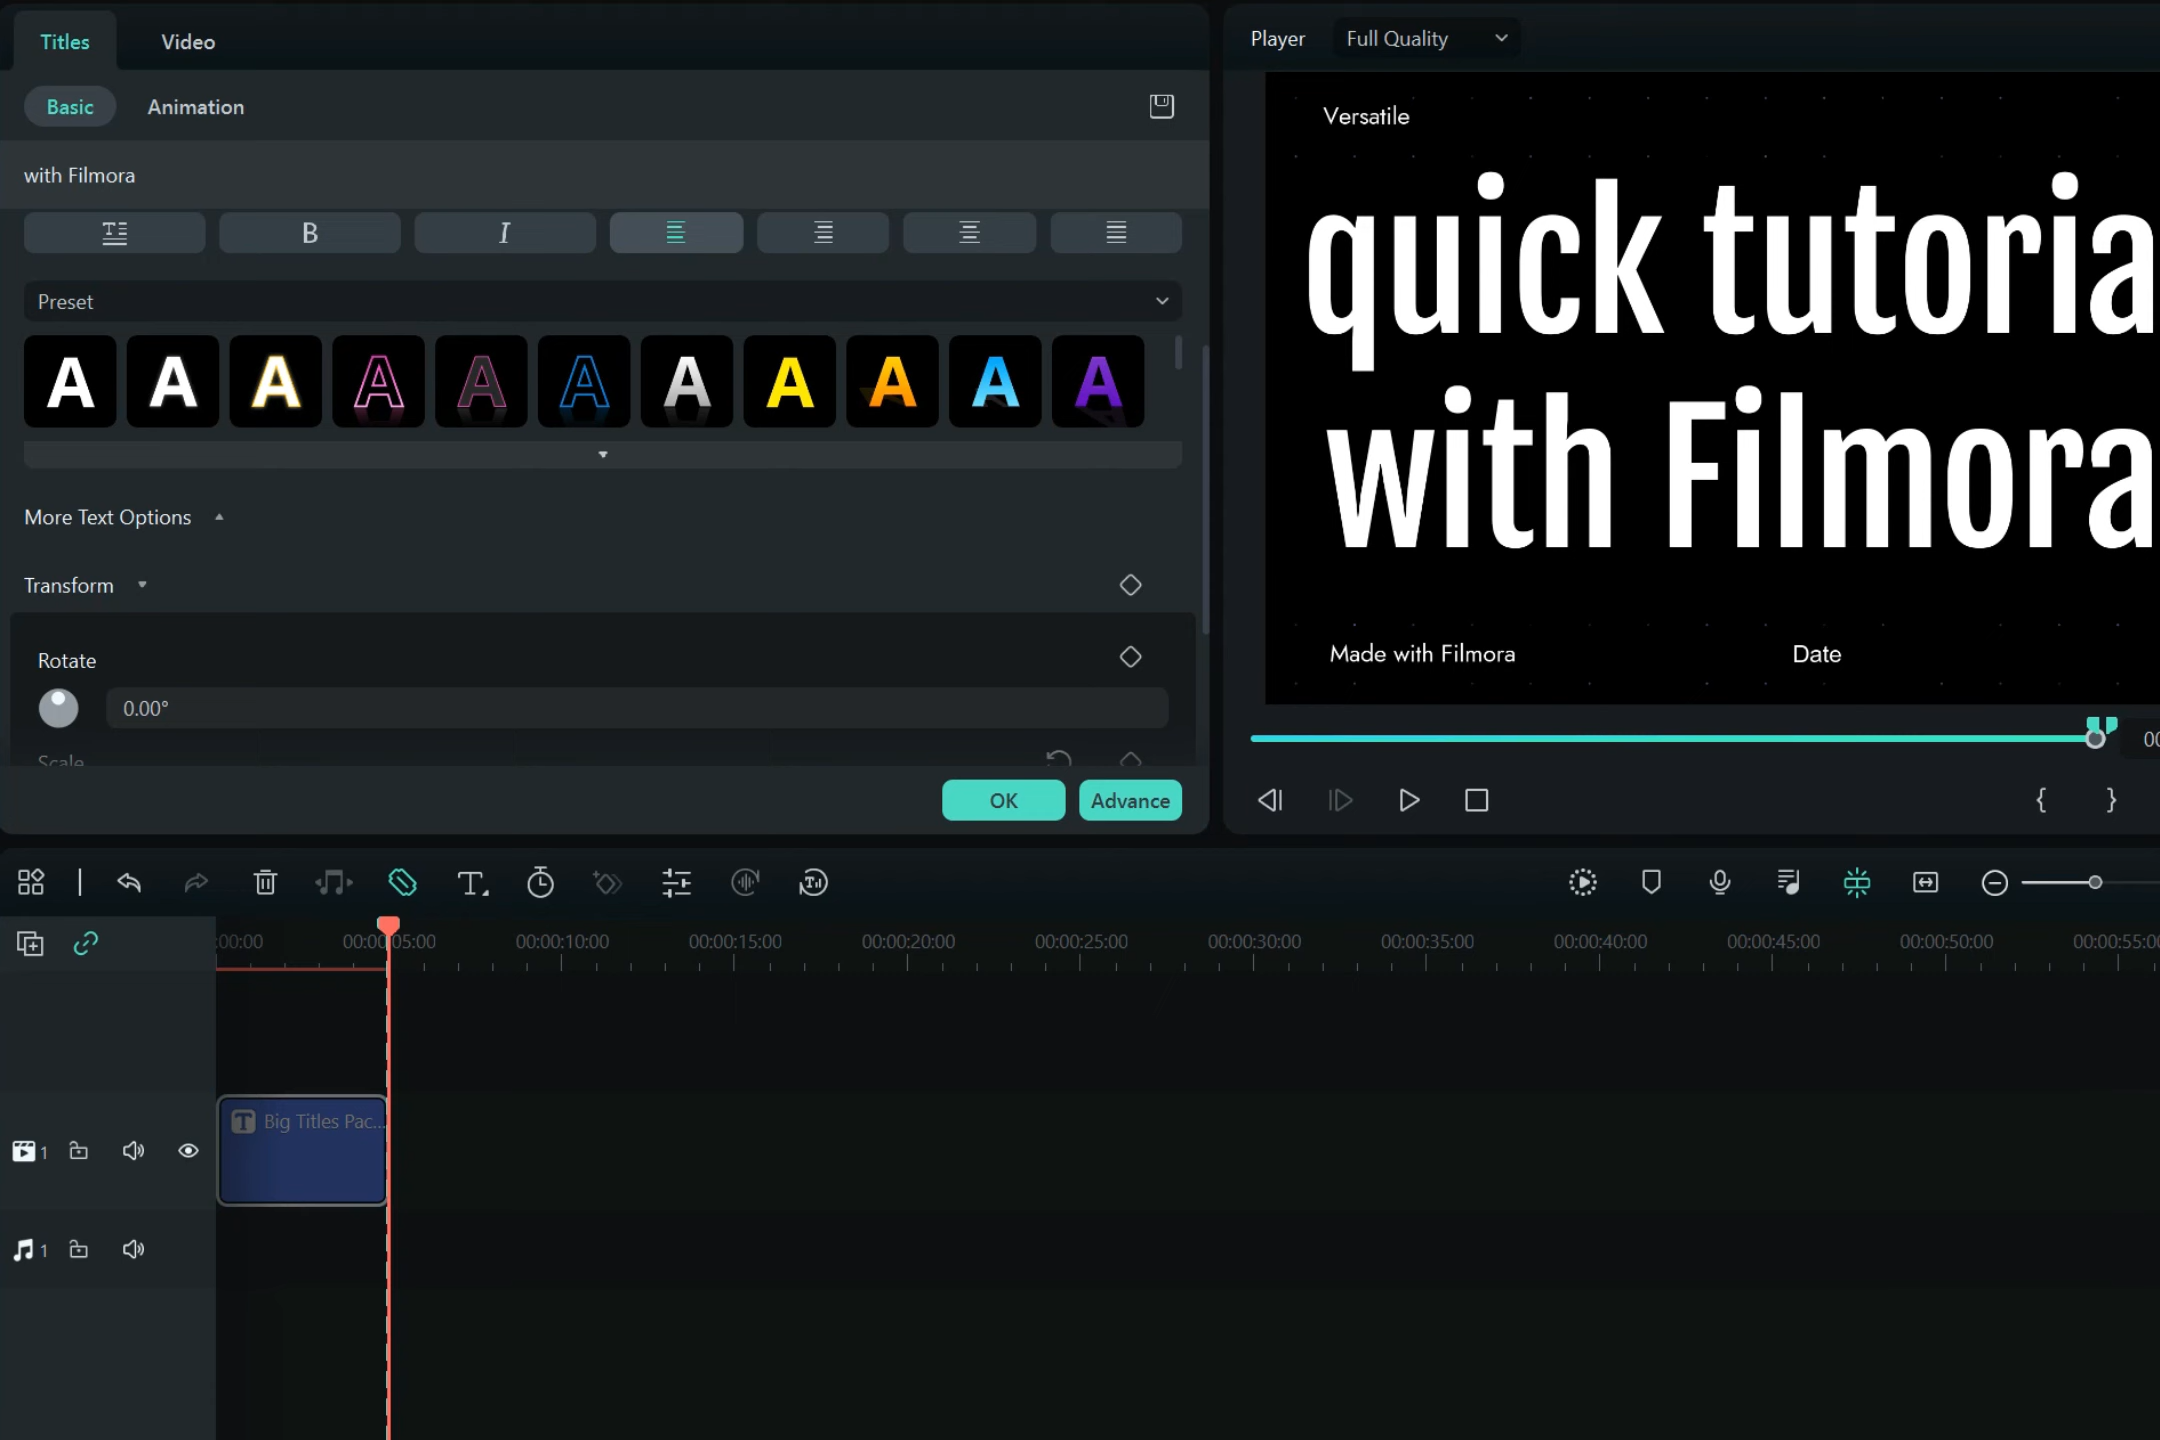 Titles
Video
Basic
Animation
with Filmora
T
B
I
Preset
A A A A A A A A A A A
More Text Options
Transform
Rotate
0.00°
Scale
OK
Advance
Player
Full Quality
Versatile
quick tutoria
with Filmora
Made with Filmora
Date
00
{ }
:00:00
00:00:05:00
00:00:10:00
00:00:15:00
00:00:20:00
00:00:25:00
00:00:30:00
00:00:35:00
00:00:40:00
00:00:45:00
00:00:50:00
00:00:55:00
T Big Titles Pac...
1
1